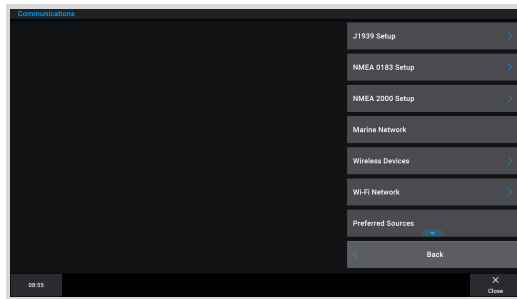 Communications
J1939 Setup
NMEA 0183 Setup
NMEA 2000 Setup
Marine Network
Wireless Devices
Wi-Fi Network
Preferred Sources
Back
08:55
Close